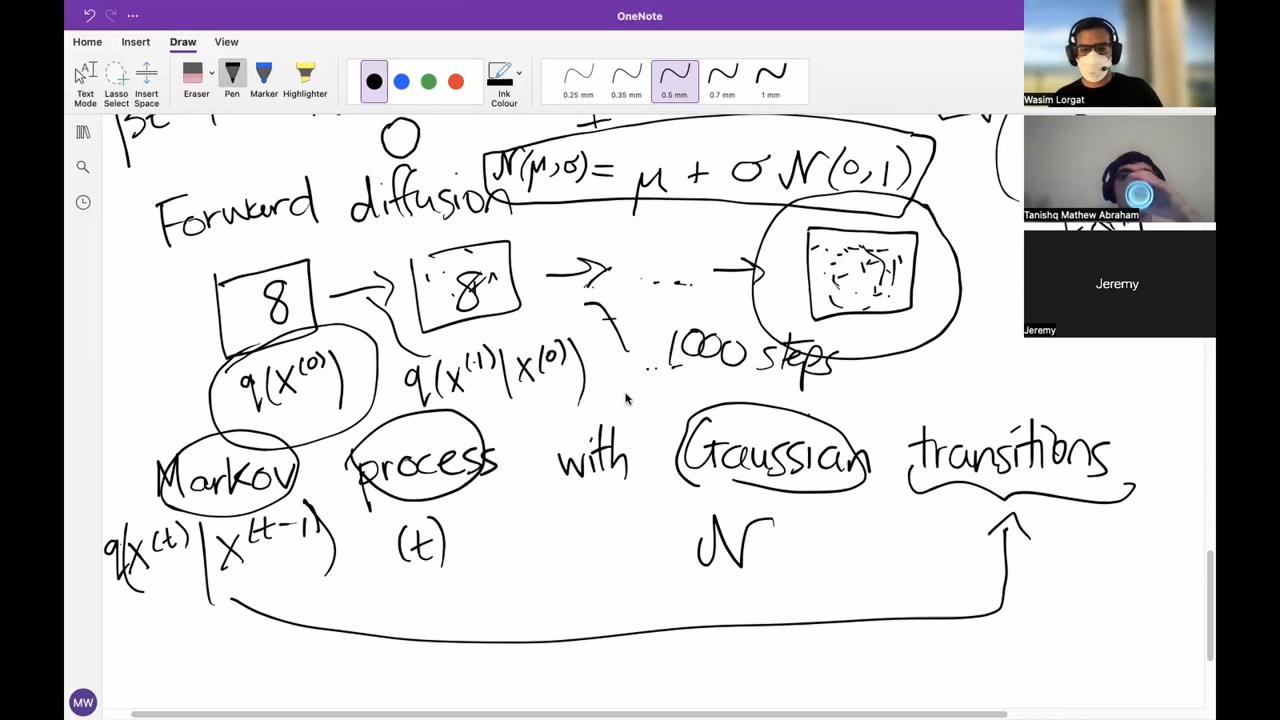 OneNote
Home Insert Draw View
Text Mode
Lasso Select
Insert Space
Eraser
Pen
Marker
Highlighter
Ink Colour
0.25 mm
0.35 mm
0.5 mm
0.7 mm
1 mm
Wasim Lorgat
Tanishq Mathew Abraham
Jeremy
Jeremy
N(μ,σ) = μ + σ N(0,1)
Forward diffusion
8 → 8 → .... →
q(x^(0)) q(x^(1)|x^(0)) ... 1000 steps
Markov process with Gaussian transitions
q(x^(t)|x^(t-1)) (t) N
MW